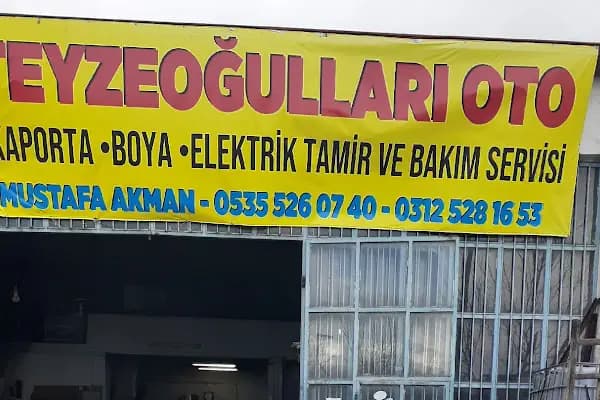 TEYZEOĞULLARI OTO
KAPORTA •BOYA •ELEKTRİK TAMİR VE BAKIM SERVİSİ
MUSTAFA AKMAN - 0535 526 07 40 - 0312 528 16 53